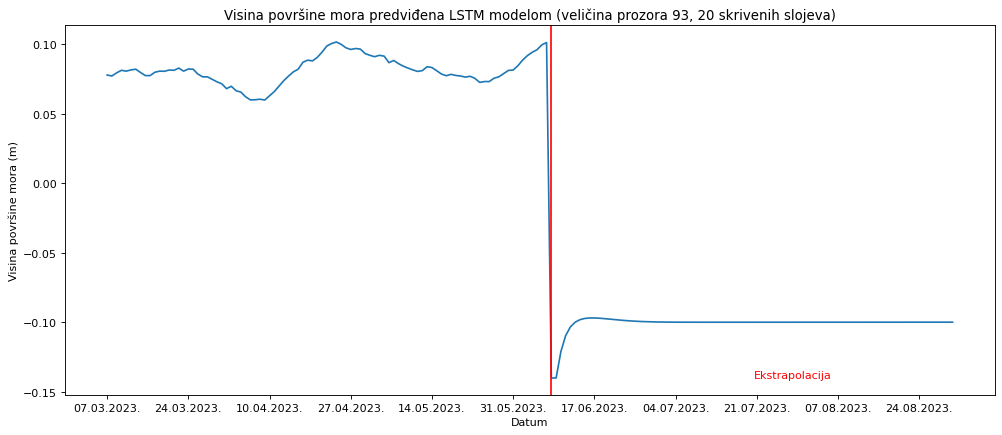 Visina površine mora predviđena LSTM modelom (veličina prozora 93, 20 skrivenih slojeva)
Visina površine mora (m)
0.10
0.05
0.00
−0.05
−0.10
−0.15
Ekstrapolacija
07.03.2023. 24.03.2023. 10.04.2023. 27.04.2023. 14.05.2023. 31.05.2023. 17.06.2023. 04.07.2023. 21.07.2023. 07.08.2023. 24.08.2023.
Datum